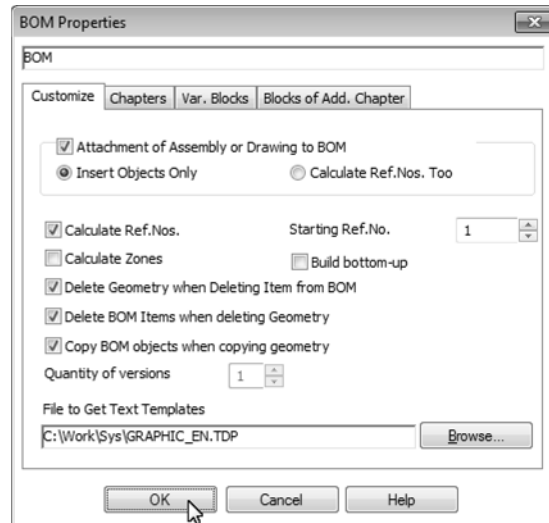 BOM Properties
BOM
Customize Chapters Var. Blocks Blocks of Add. Chapter
Attachment of Assembly or Drawing to BOM
Insert Objects Only Calculate Ref.Nos. Too
Calculate Ref.Nos. Starting Ref.No. 1
Calculate Zones Build bottom-up
Delete Geometry when Deleting Item from BOM
Delete BOM Items when deleting Geometry
Copy BOM objects when copying geometry
Quantity of versions 1
File to Get Text Templates
C:\Work\Sys\GRAPHIC_EN.TDP Browse...
OK Cancel Help